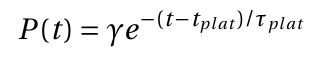 P(t) = γe^{-(t-t_{plat})/τ_{plat}}